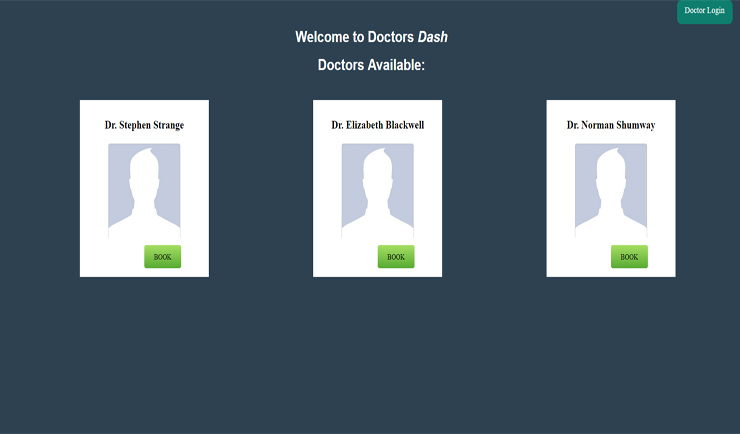 Doctor Login
Welcome to Doctors Dash
Doctors Available:
Dr. Stephen Strange
Dr. Elizabeth Blackwell
Dr. Norman Shumway
BOOK
BOOK
BOOK